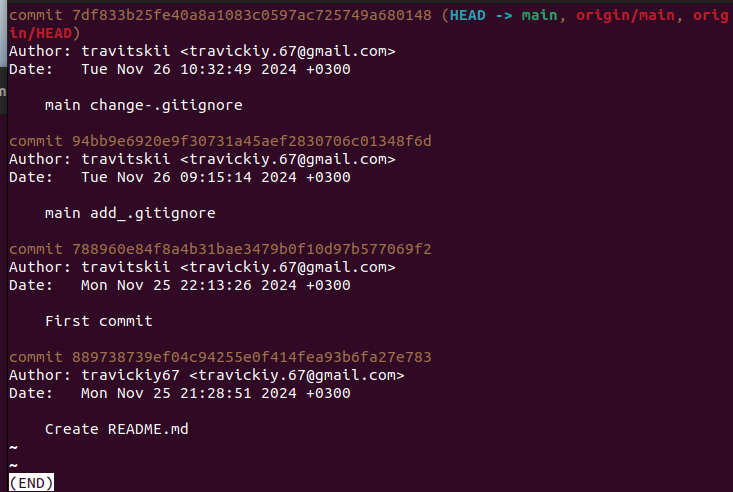 commit 7df833b25fe40a8a1083c0597ac725749a680148 (HEAD -> main, origin/main, orig
in/HEAD)
Author: travitskii <travickiy.67@gmail.com>
Date:   Tue Nov 26 10:32:49 2024 +0300
    main change-.gitignore
commit 94bb9e6920e9f30731a45aef2830706c01348f6d
Author: travitskii <travickiy.67@gmail.com>
Date:   Tue Nov 26 09:15:14 2024 +0300
    main add_.gitignore
commit 788960e84f8a4b31bae3479b0f10d97b577069f2
Author: travitskii <travickiy.67@gmail.com>
Date:   Mon Nov 25 22:13:26 2024 +0300
    First commit
commit 889738739ef04c94255e0f414fea93b6fa27e783
Author: travickiy67 <travickiy.67@gmail.com>
Date:   Mon Nov 25 21:28:51 2024 +0300
    Create README.md
~
~
(END)